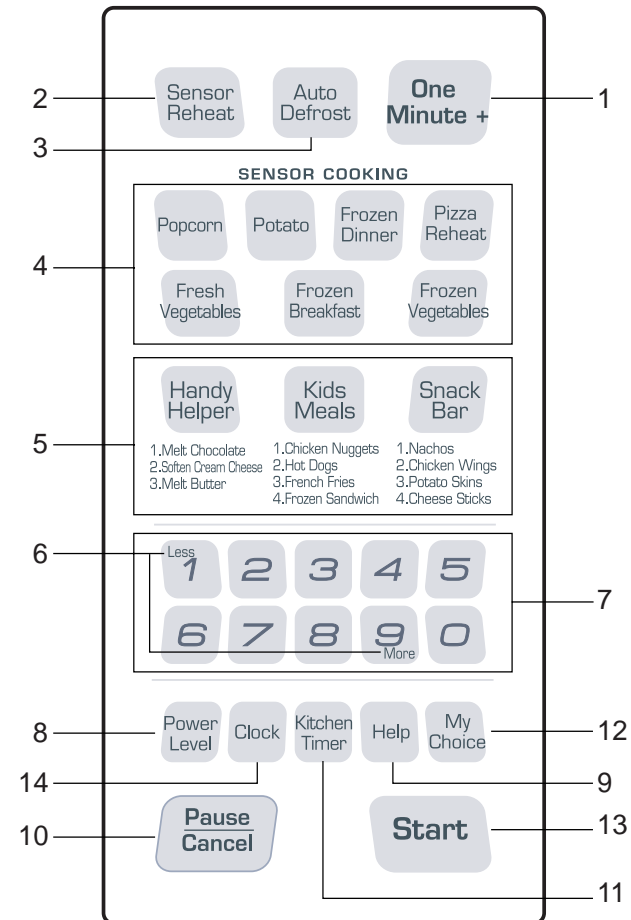 2
Sensor
Reheat
Auto
Defrost
One
Minute +
1
3
SENSOR COOKING
4
Popcorn
Potato
Frozen
Dinner
Pizza
Reheat
Fresh
Vegetables
Frozen
Breakfast
Frozen
Vegetables
5
Handy
Helper
1.Melt Chocolate
2.Soften Cream Cheese
3.Melt Butter
Kids
Meals
1.Chicken Nuggets
2.Hot Dogs
3.French Fries
4.Frozen Sandwich
Snack
Bar
1.Nachos
2.Chicken Wings
3.Potato Skins
4.Cheese Sticks
6
Less
1 2 3 4 5
7
6 7 8 9 0
More
8
Power
Level
Clock
Kitchen
Timer
Help
My
Choice
12
14
9
10
Pause
Cancel
Start
13
11